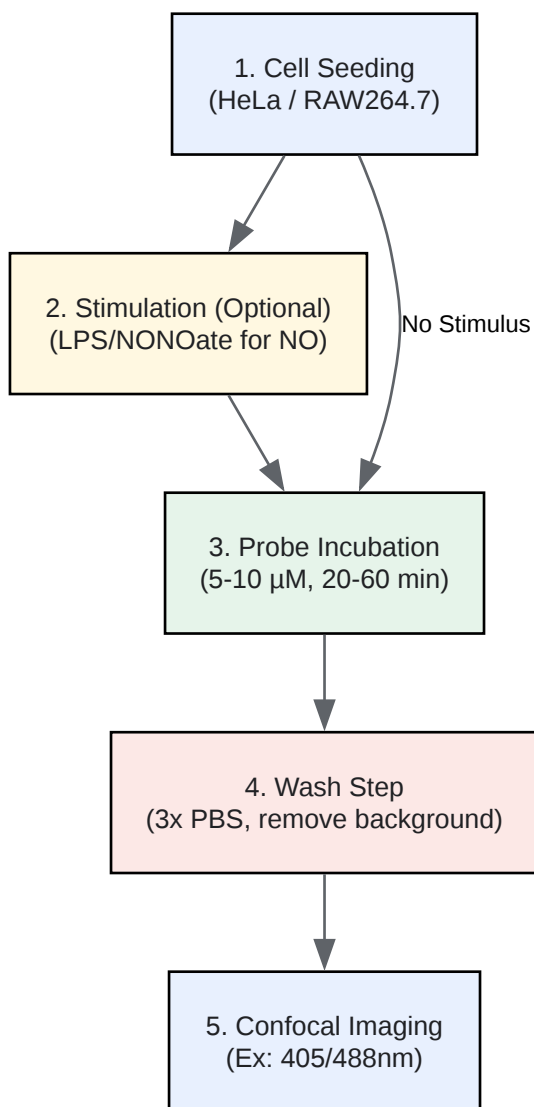 1. Cell Seeding
(HeLa / RAW264.7)
2. Stimulation (Optional)
(LPS/NONOate for NO)
No Stimulus
3. Probe Incubation
(5-10 µM, 20-60 min)
4. Wash Step
(3x PBS, remove background)
5. Confocal Imaging
(Ex: 405/488nm)